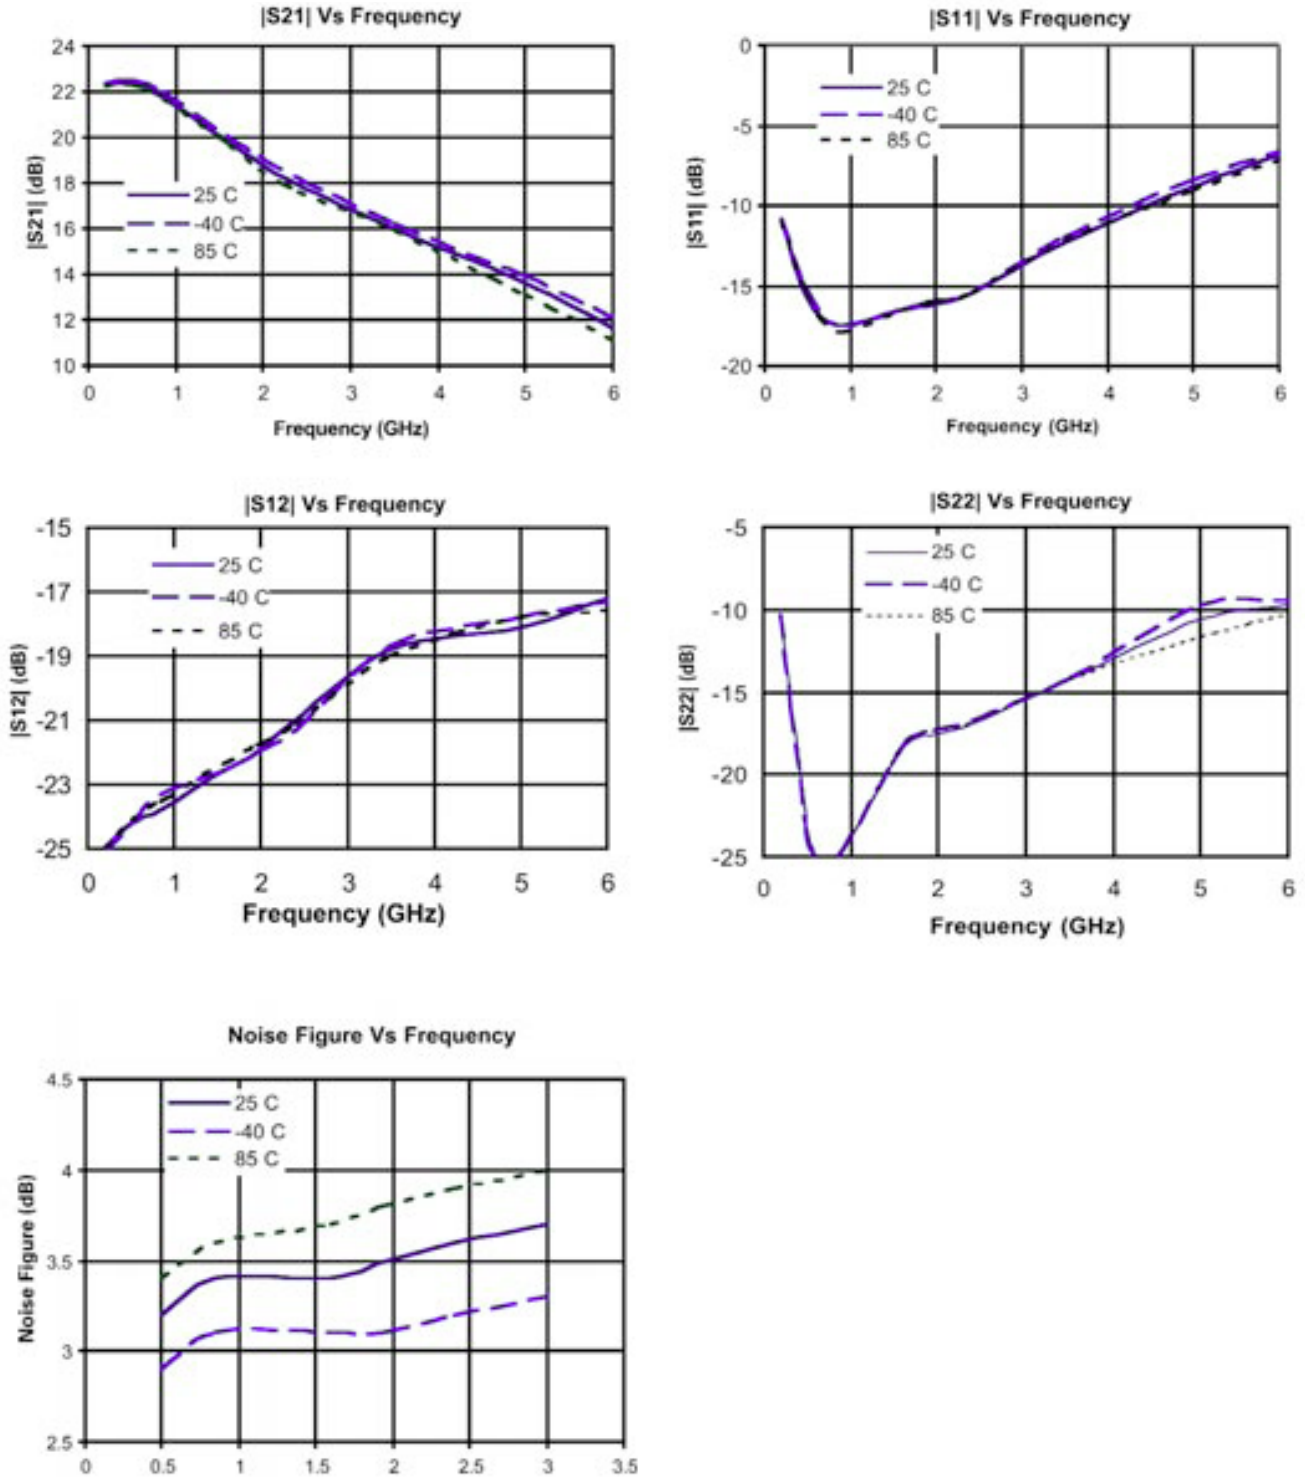 |S21| Vs Frequency
24
22
20
18
16
14
12
10
|S21| (dB)
25 C
-40 C
85 C
0 1 2 3 4 5 6
Frequency (GHz)
|S11| Vs Frequency
0
-5
-10
-15
-20
|S11| (dB)
25 C
-40 C
85 C
0 1 2 3 4 5 6
Frequency (GHz)
|S12| Vs Frequency
-15
-17
-19
-21
-23
-25
|S12| (dB)
25 C
-40 C
85 C
0 1 2 3 4 5 6
Frequency (GHz)
|S22| Vs Frequency
-5
-10
-15
-20
-25
|S22| (dB)
25 C
-40 C
85 C
0 1 2 3 4 5 6
Frequency (GHz)
Noise Figure Vs Frequency
4.5
4
3.5
3
2.5
Noise Figure (dB)
25 C
-40 C
85 C
0 0.5 1 1.5 2 2.5 3 3.5